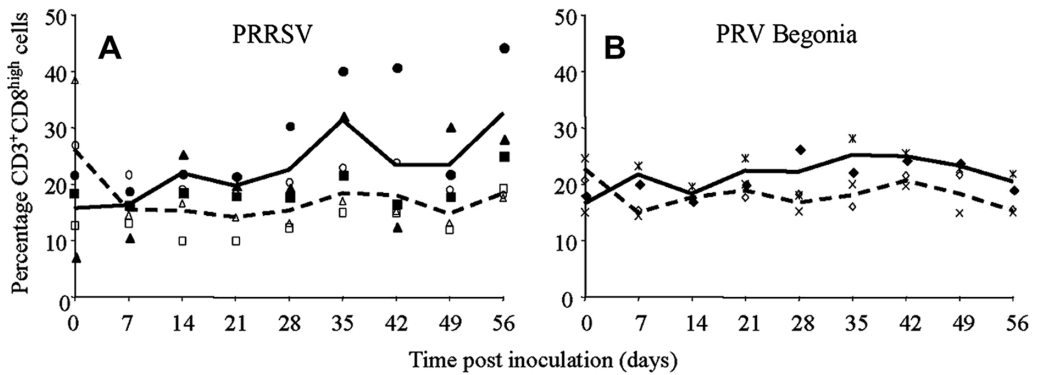 Percentage CD3+CD8high cells
A
PRRSV
50
40
30
20
10
0
0 7 14 21 28 35 42 49 56
B
PRV Begonia
50
40
30
20
10
0
0 7 14 21 28 35 42 49 56
Time post inoculation (days)